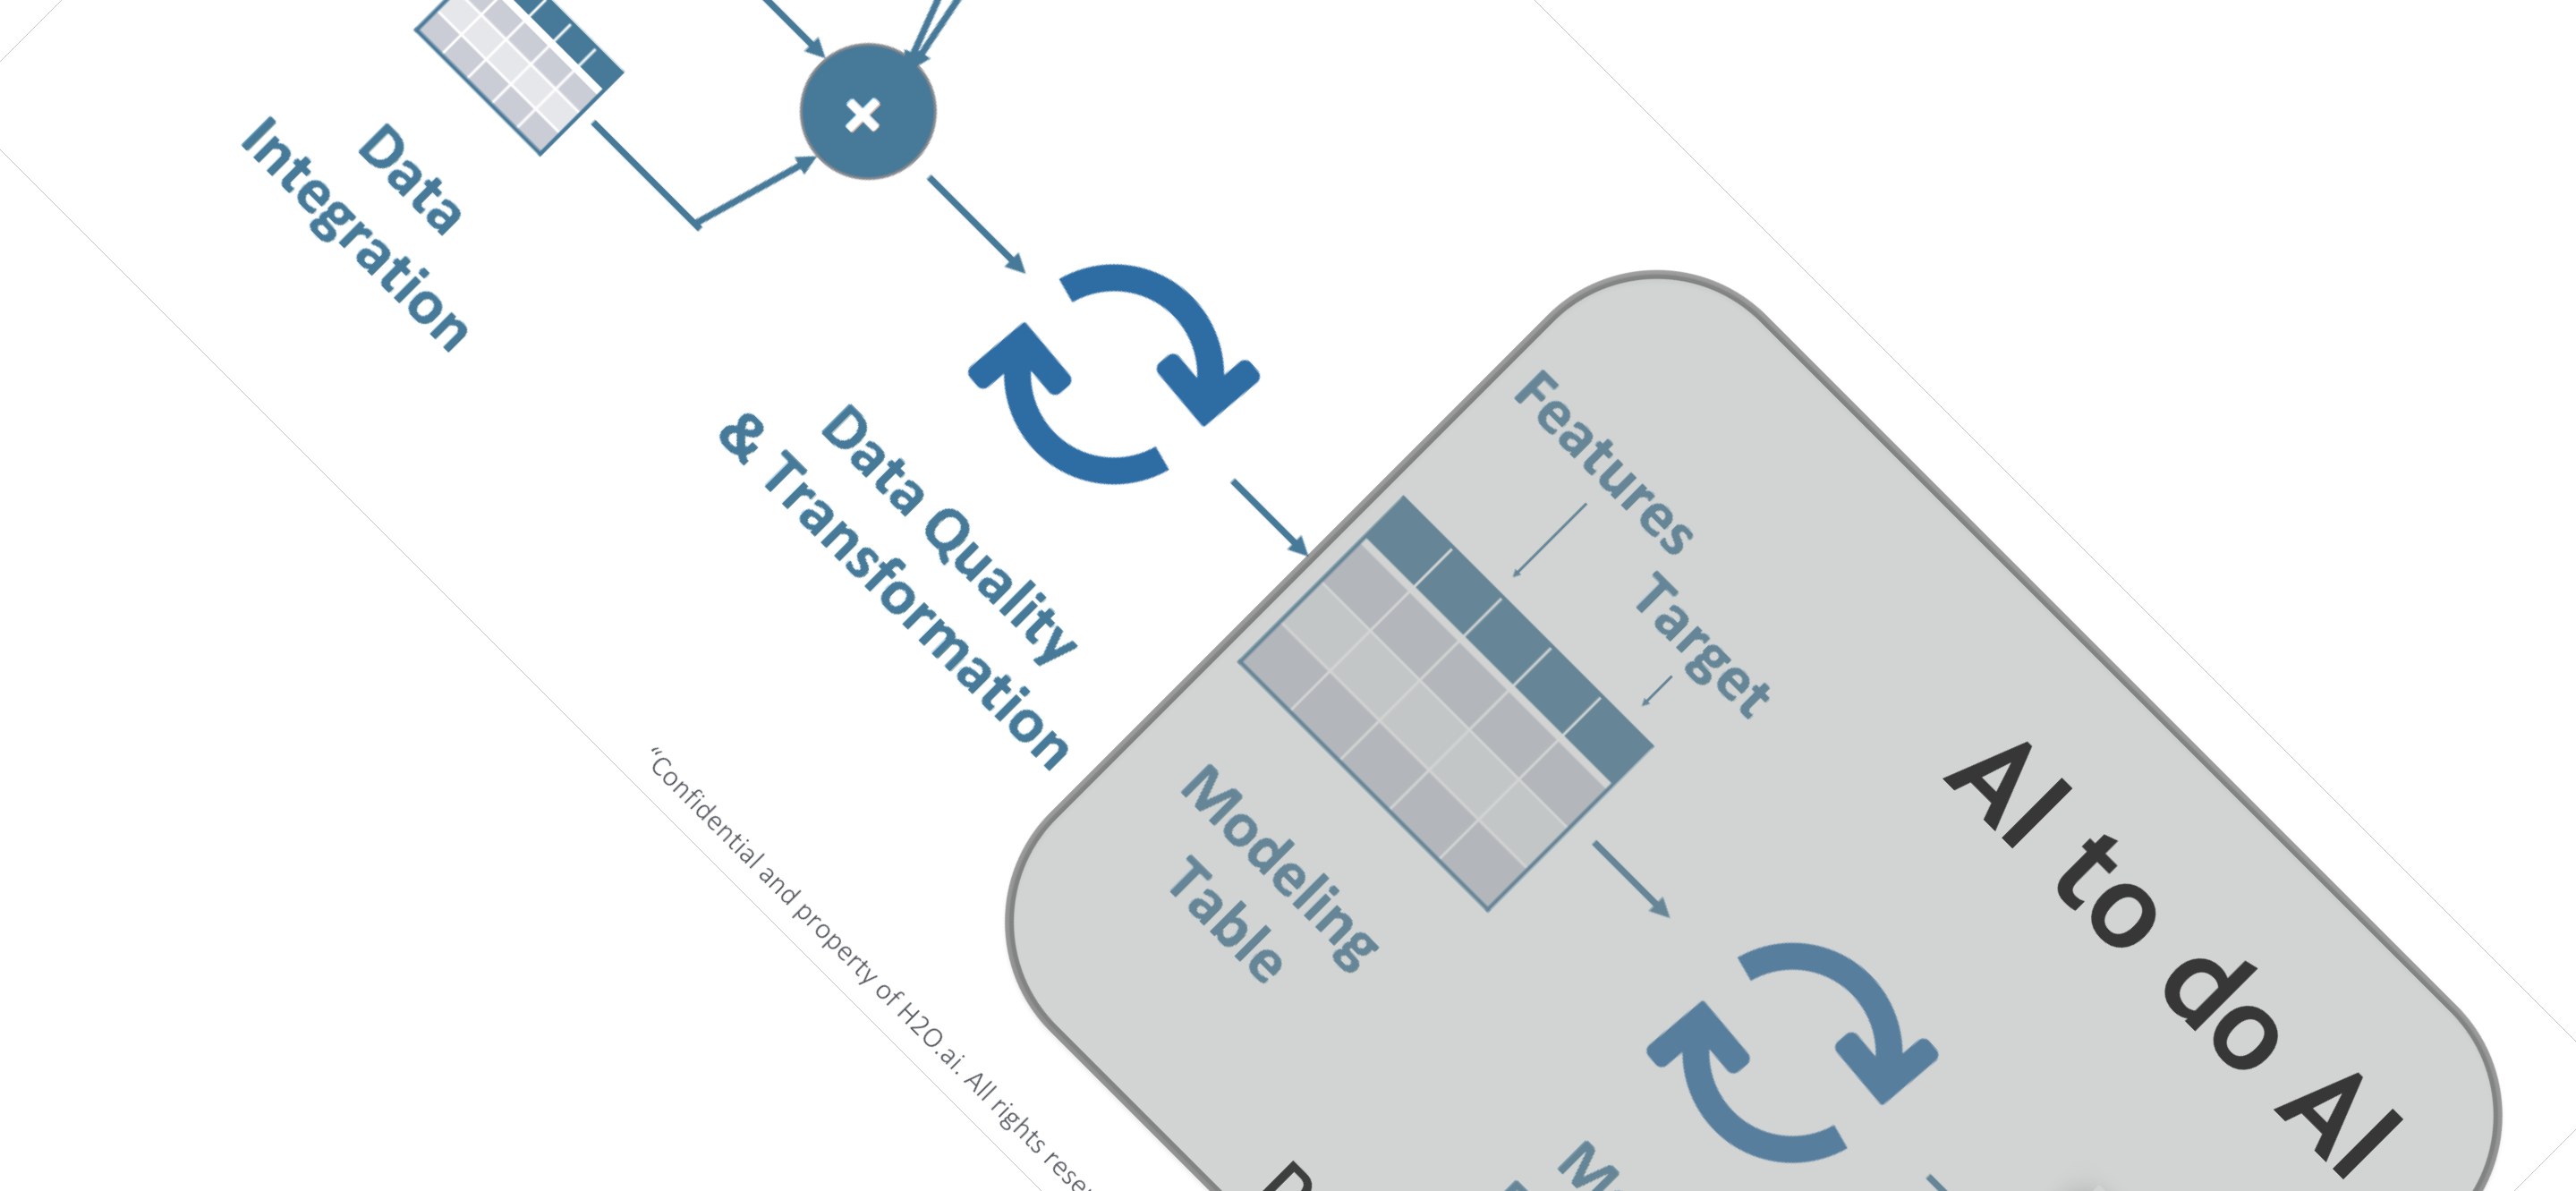 Data
Integration
Data Quality
& Transformation
Features
Target
Modeling
Table
AI to do AI
“Confidential and property of H2O.ai. All rights